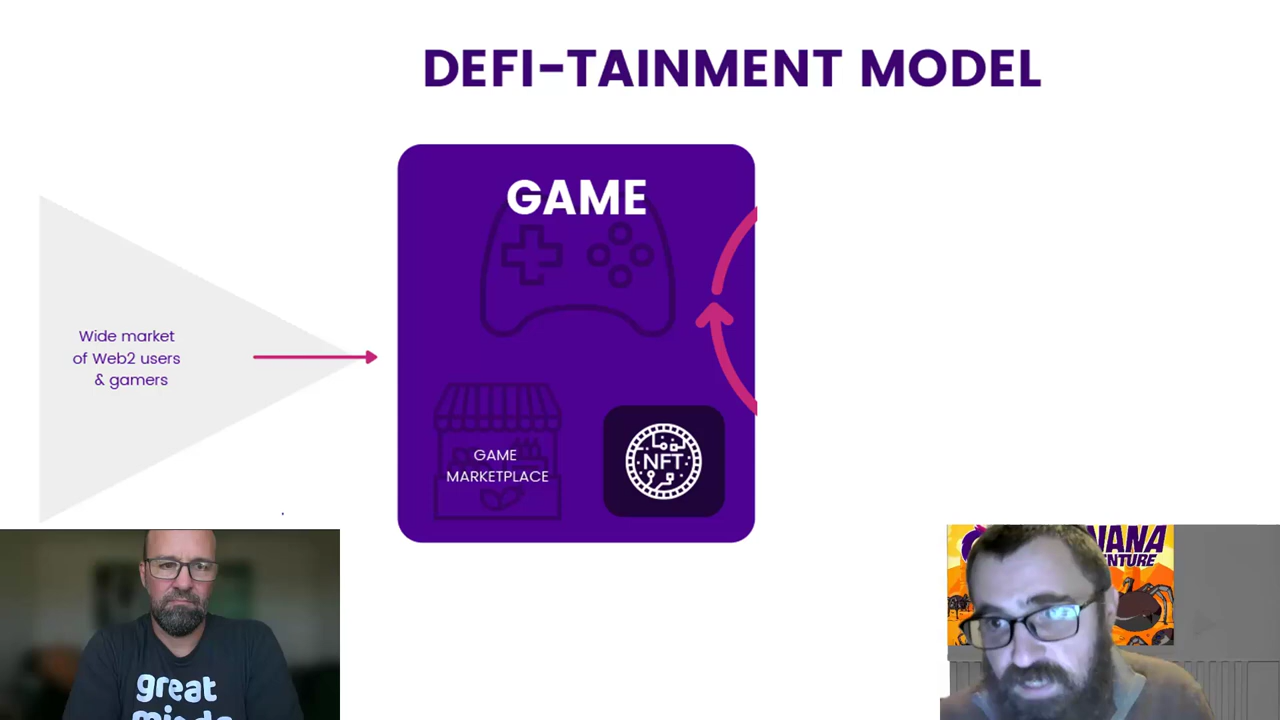 DEFI-TAINMENT MODEL
GAME
Wide market
of Web2 users
& gamers
GAME
MARKETPLACE
NFT
great